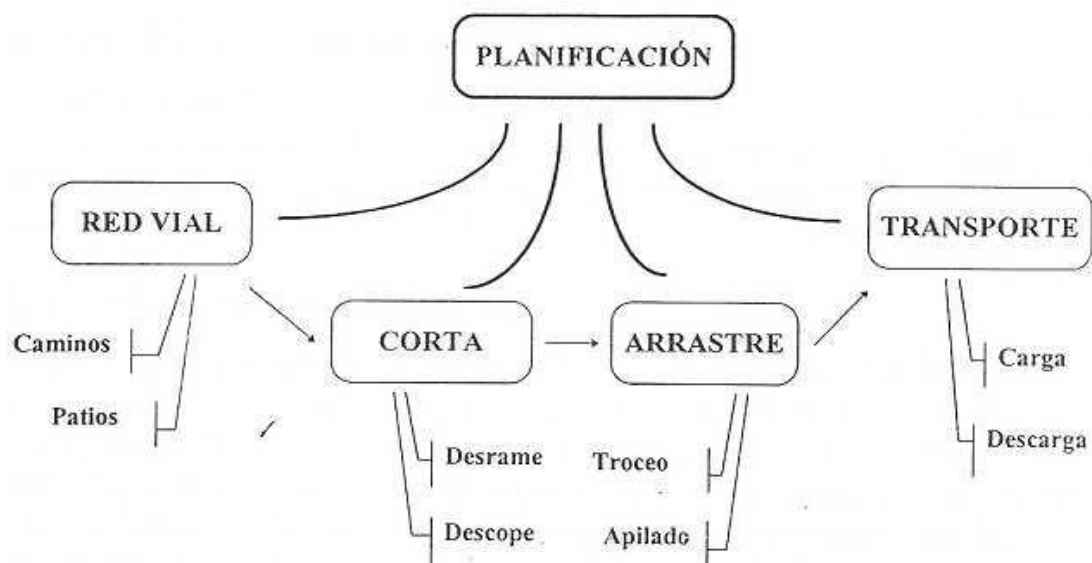 PLANIFICACIÓN
RED VIAL
TRANSPORTE
CORTA
ARRASTRE
Caminos
Carga
Patios
Descarga
Desrame
Troceo
Descope
Apilado